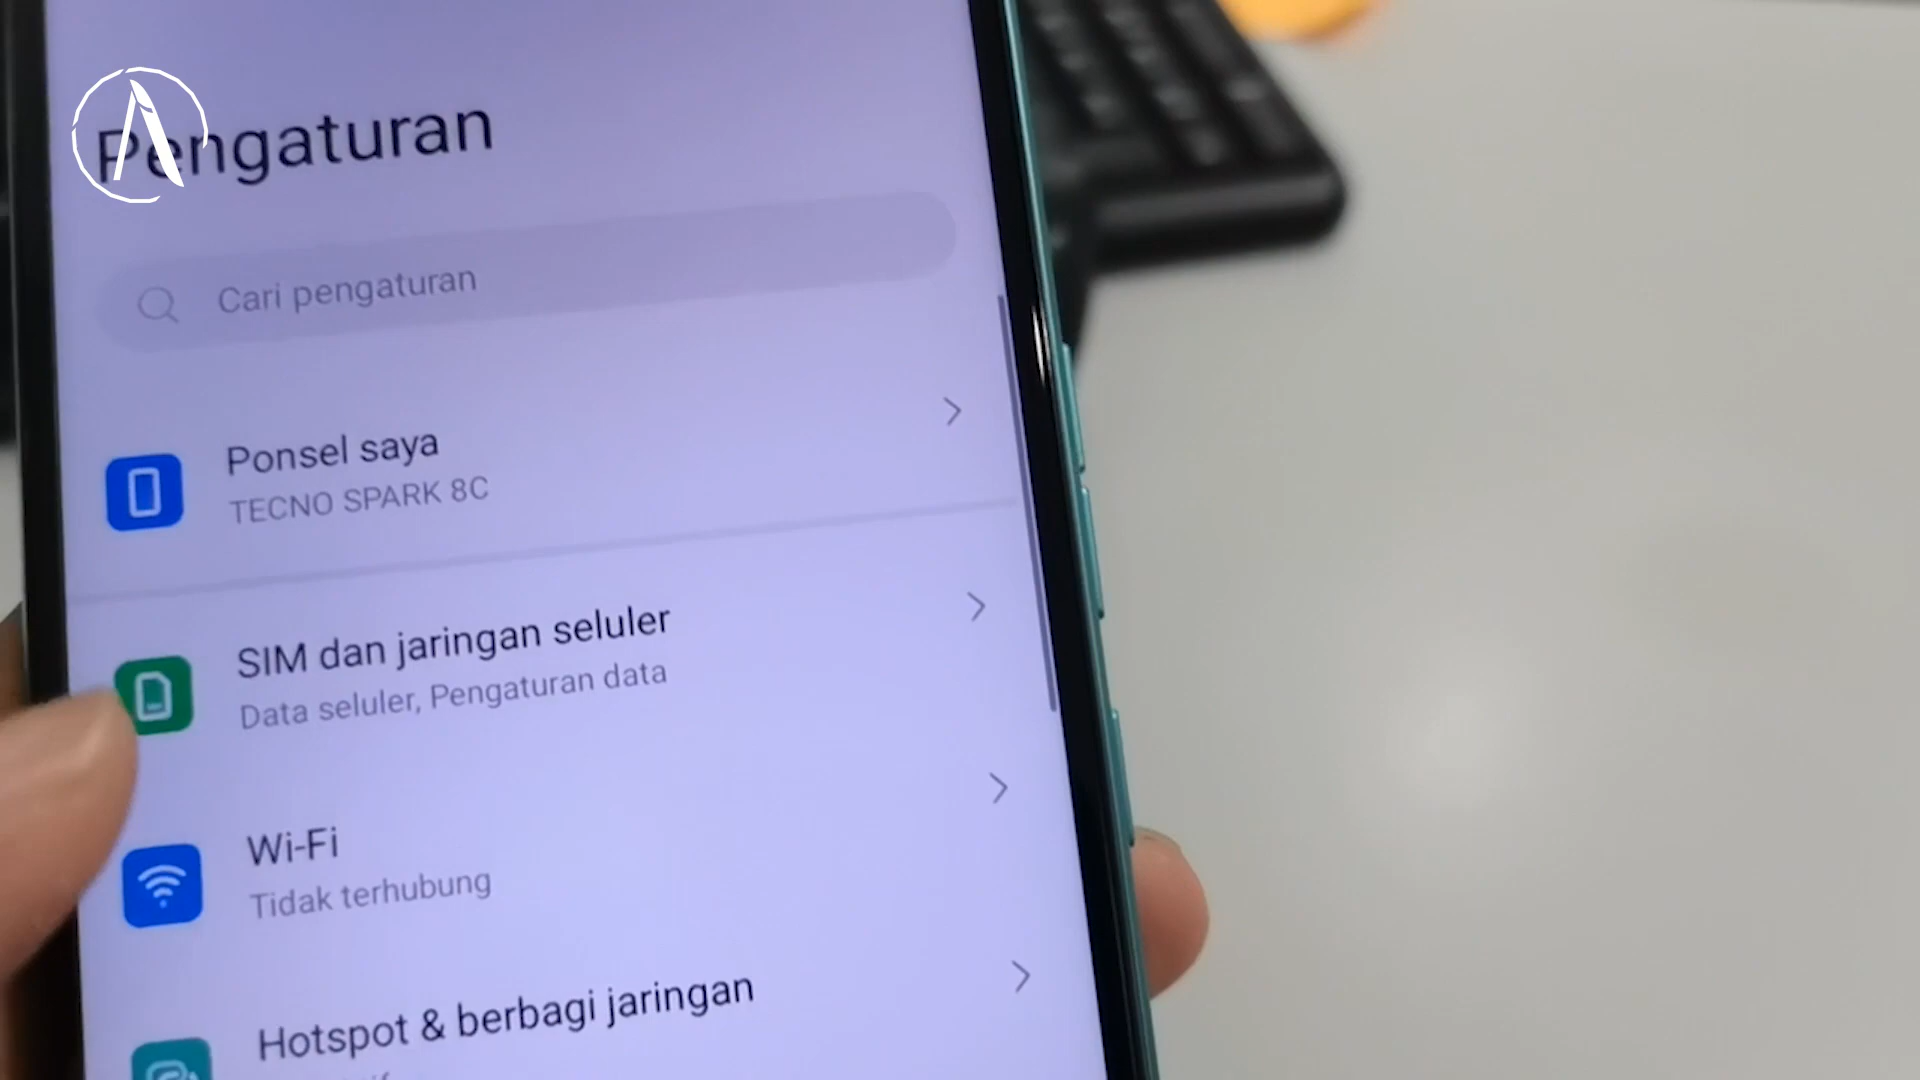 Pengaturan
Cari pengaturan
Ponsel saya
TECNO SPARK 8C
SIM dan jaringan seluler
Data seluler, Pengaturan data
Wi-Fi
Tidak terhubung
Hotspot & berbagi jaringan